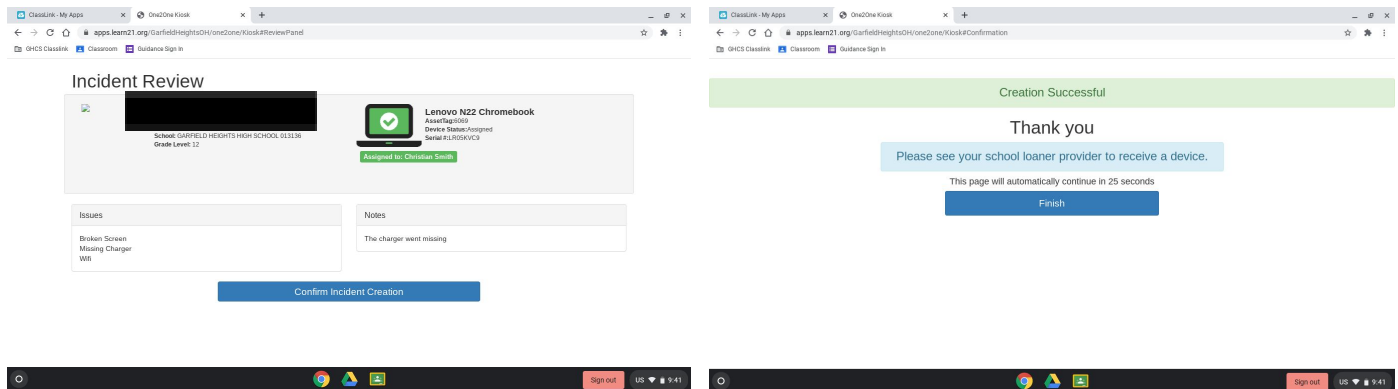 ClassLink - My Apps
One2One Kiosk
apps.learn21.org/GarfieldHeightsOH/one2one/Kiosk#ReviewPanel
GHCS Classlink
Classroom
Guidance Sign In
Incident Review
School: GARFIELD HEIGHTS HIGH SCHOOL 013136
Grade Level: 12
Lenovo N22 Chromebook
AssetTag:6069
Device Status:Assigned
Serial #:LR05KVC9
Assigned to: Christian Smith
Issues
Broken Screen
Missing Charger
Wifi
Notes
The charger went missing
Confirm Incident Creation
Sign out
US
9:41
ClassLink - My Apps
One2One Kiosk
apps.learn21.org/GarfieldHeightsOH/one2one/Kiosk#Confirmation
GHCS Classlink
Classroom
Guidance Sign In
Creation Successful
Thank you
Please see your school loaner provider to receive a device.
This page will automatically continue in 25 seconds
Finish
Sign out
US
9:41